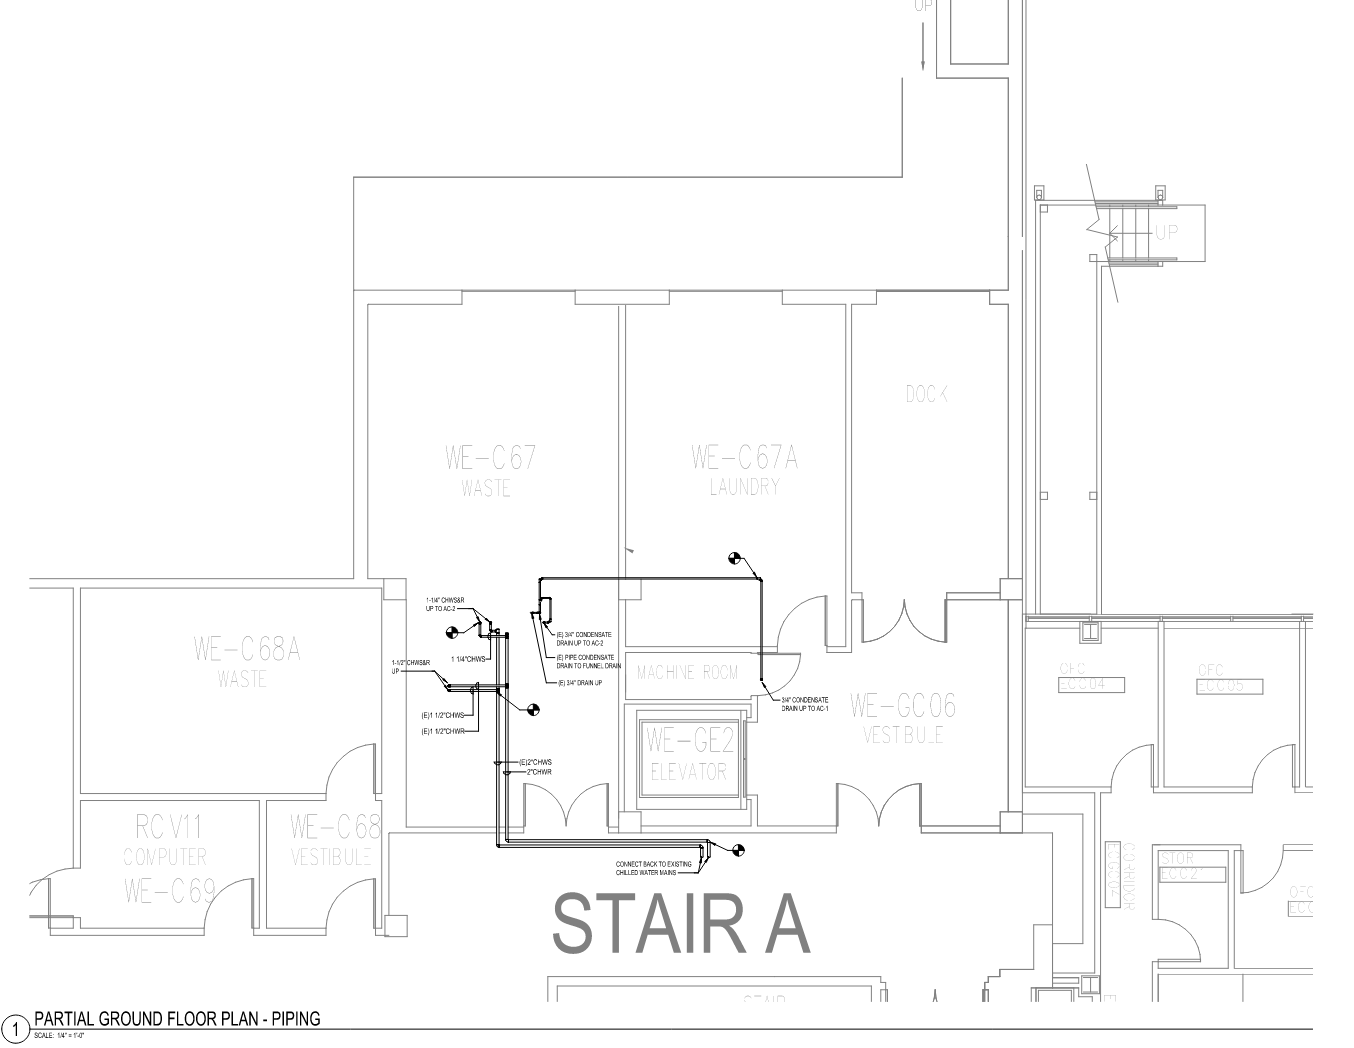 UP
UP
DOCK
WE-C67
WASTE
WE-C67A
LAUNDRY
1-1/4" CHWS&R
UP TO AC-2
1 1/4"CHWS
1-1/2"CHWS&R
UP
(E)1 1/2"CHWS
(E)1 1/2"CHWR
(E) 3/4" CONDENSATE
DRAIN UP TO AC-2
(E) PIPE CONDENSATE
DRAIN TO FUNNEL DRAIN
(E) 3/4" DRAIN UP
WE-C68A
WASTE
MACHINE ROOM
3/4" CONDENSATE
DRAIN UP TO AC-1
WE-GC06
VESTIBULE
OFC
ECC04
OFC
ECC05
WE-GE2
ELEVATOR
(E)2"CHWS
2"CHWR
RCV11
COMPUTER
WE-C69
WE-C68
VESTIBULE
CONNECT BACK TO EXISTING
CHILLED WATER MAINS
STAIR A
CORRIDOR
STOR
OFC
STAIR
1
PARTIAL GROUND FLOOR PLAN - PIPING
SCALE: 1/4" = 1'-0"